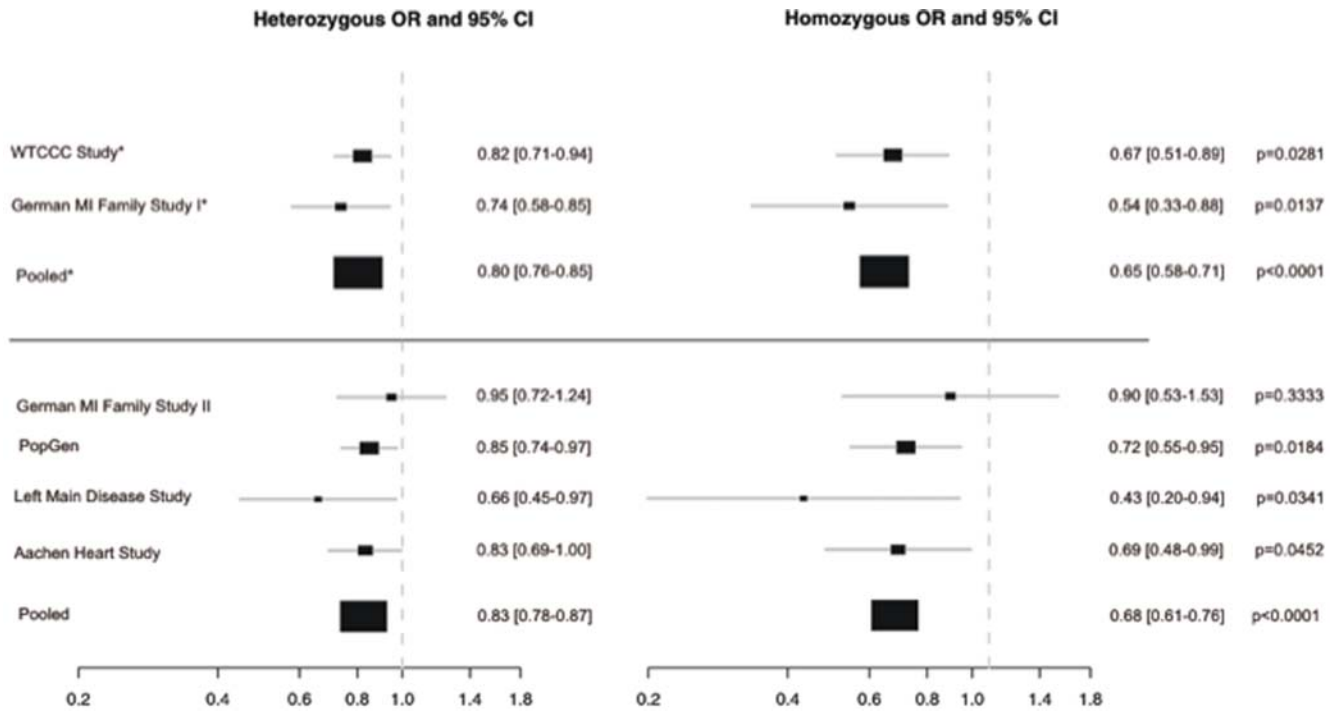 Heterozygous OR and 95% CI Homozygous OR and 95% CI
WTCCC Study* 0.82 [0.71-0.94] 0.67 [0.51-0.89] p=0.0281
German MI Family Study I* 0.74 [0.58-0.85] 0.54 [0.33-0.88] p=0.0137
Pooled* 0.80 [0.76-0.85] 0.65 [0.58-0.71] p<0.0001
German MI Family Study II 0.95 [0.72-1.24] 0.90 [0.53-1.53] p=0.3333
PopGen 0.85 [0.74-0.97] 0.72 [0.55-0.95] p=0.0184
Left Main Disease Study 0.66 [0.45-0.97] 0.43 [0.20-0.94] p=0.0341
Aachen Heart Study 0.83 [0.69-1.00] 0.69 [0.48-0.99] p=0.0452
Pooled 0.83 [0.78-0.87] 0.68 [0.61-0.76] p<0.0001
0.2 0.4 0.6 0.8 1.0 1.4 1.8 0.2 0.4 0.6 0.8 1.0 1.4 1.8